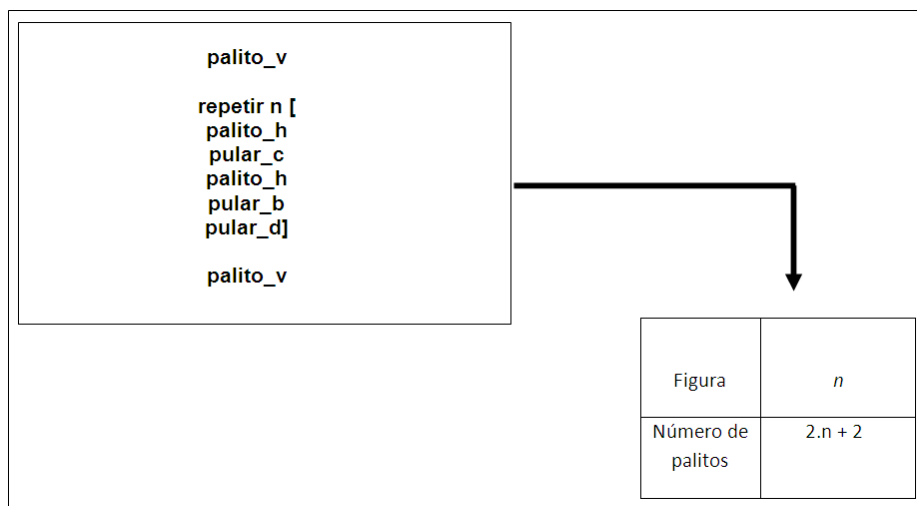 palito_v
repetir n [
palito_h
pular_c
palito_h
pular_b
pular_d]
palito_v
Figura n
Número de 2.n + 2
palitos